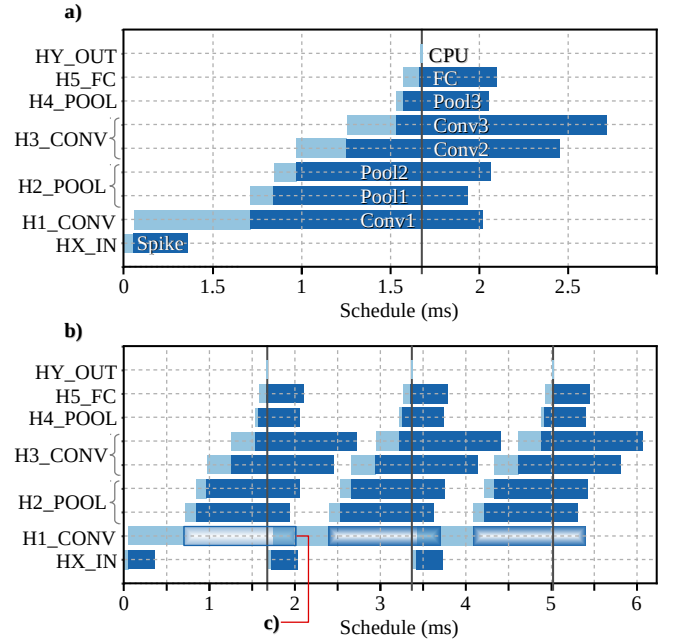 a)
HY_OUT
CPU
H5_FC
FC
H4_POOL
Pool3
Conv3
H3_CONV
Conv2
Pool2
H2_POOL
Pool1
H1_CONV
Conv1
HX_IN
Spike
0 1.5 1 1.5 2 2.5
Schedule (ms)
b)
HY_OUT
H5_FC
H4_POOL
H3_CONV
H2_POOL
H1_CONV
HX_IN
0 1 2 3 4 5 6
c)
Schedule (ms)